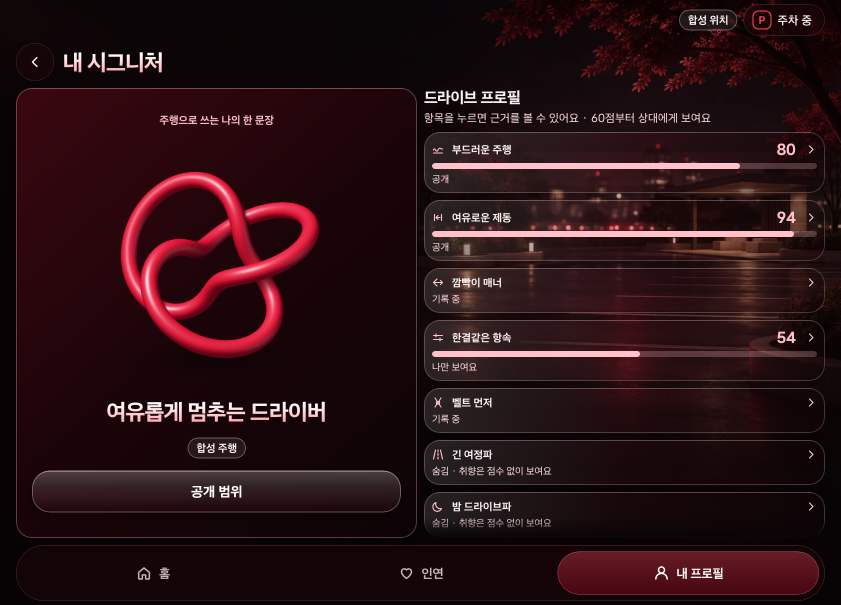 합성 위치
P 주차 중
내 시그니처
주행으로 쓰는 나의 한 문장
여유롭게 멈추는 드라이버
합성 주행
공개 범위
드라이브 프로필
항목을 누르면 근거를 볼 수 있어요 · 60점부터 상대에게 보여요
부드러운 주행 80
공개
여유로운 제동 94
공개
깜빡이 매너
기록 중
한결같은 항속 54
나만 보여요
벨트 먼저
기록 중
긴 여정파
숨김 · 취향은 점수 없이 보여요
밤 드라이브파
숨김 · 취향은 점수 없이 보여요
홈
인연
내 프로필